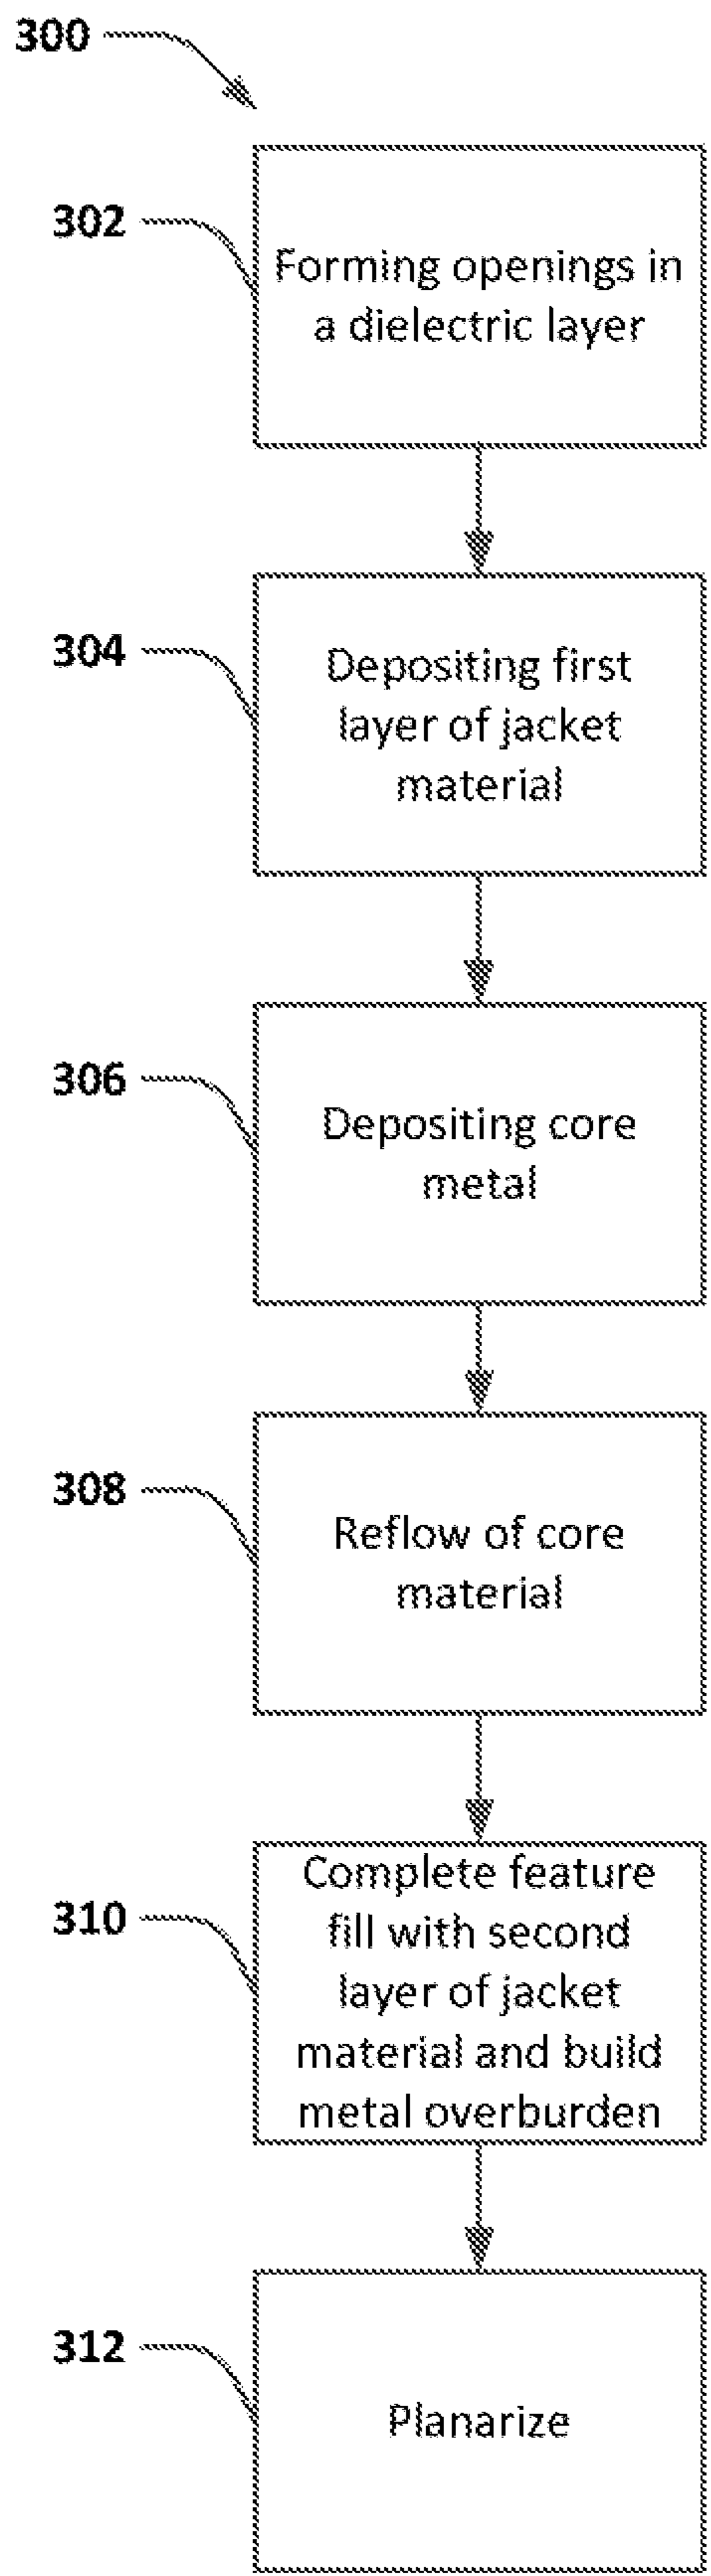 300
302
Forming openings in
a dielectric layer
304
Depositing first
layer of jacket
material
306
Depositing core
metal
308
Reflow of core
material
310
Complete feature
fill with second
layer of jacket
material and build
metal overburden
312
Planarize